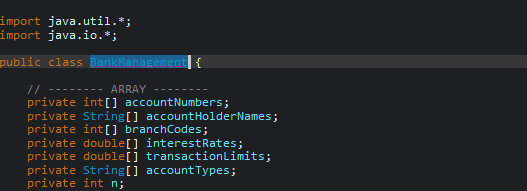 import java.util.*;
import java.io.*;
public class BankManagement {
// -------- ARRAY --------
private int[] accountNumbers;
private String[] accountHolderNames;
private int[] branchCodes;
private double[] interestRates;
private double[] transactionLimits;
private String[] accountTypes;
private int n;